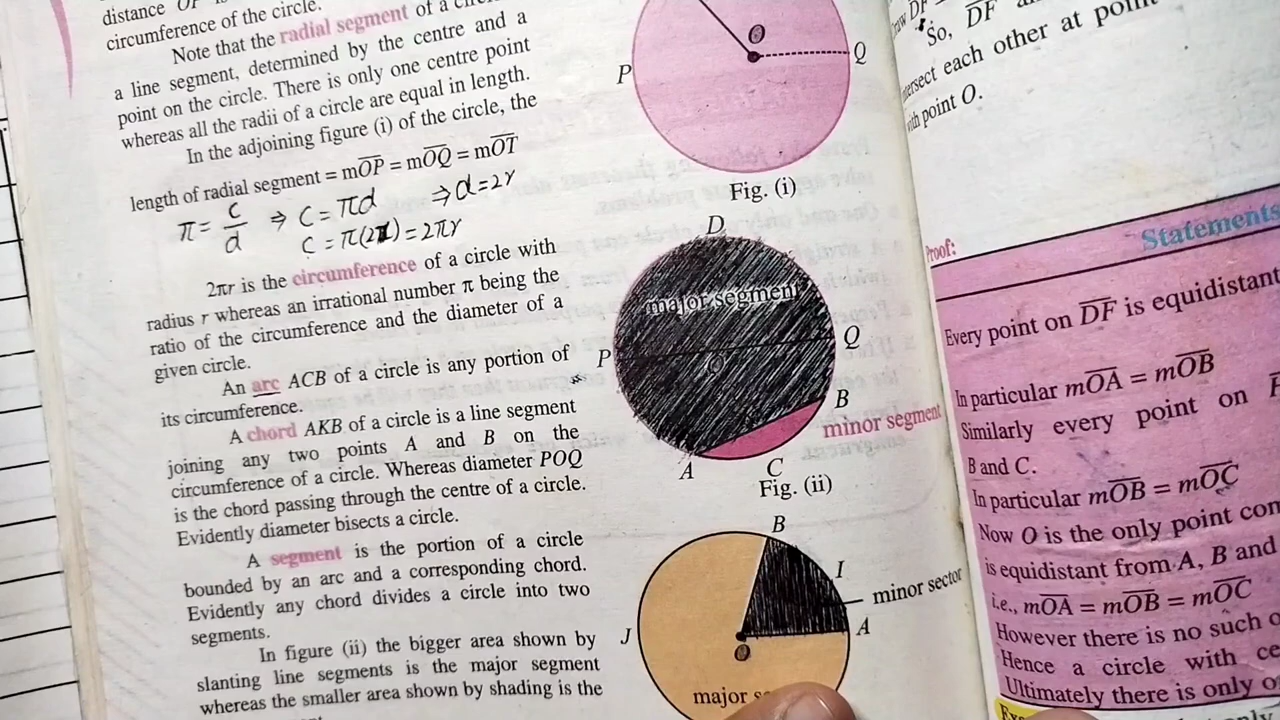 distance OP
circumference of the circle.
Note that the radial segment of a
a line segment, determined by the centre and a
point on the circle. There is only one centre point
whereas all the radii of a circle are equal in length.
In the adjoining figure (i) of the circle, the
length of radial segment = mOP = mOQ = mOT
π = c/d ⇒ C = πd ⇒ d = 2r
C = π(2r) = 2πr
2πr is the circumference of a circle with
radius r whereas an irrational number π being the
ratio of the circumference and the diameter of a
given circle.
An arc ACB of a circle is any portion of
its circumference.
A chord AKB of a circle is a line segment
joining any two points A and B on the
circumference of a circle. Whereas diameter POQ
is the chord passing through the centre of a circle.
Evidently diameter bisects a circle.
A segment is the portion of a circle
bounded by an arc and a corresponding chord.
Evidently any chord divides a circle into two
segments.
In figure (ii) the bigger area shown by
slanting line segments is the major segment
whereas the smaller area shown by shading is the
O
P
Q
Fig. (i)
D
major segment
P
O
Q
B
minor segment
A
C
Fig. (ii)
B
I
minor sector
J
A
O
major
So, DF
intersect each other at point
with point O.
Proof:
Statements
Every point on DF is equidistant
In particular mOA = mOB
Similarly every point on
B and C.
In particular mOB = mOC
Now O is the only point
is equidistant from A, B and
i.e., mOA = mOB = mOC
However there is no such
Hence a circle with
Ultimately there is only